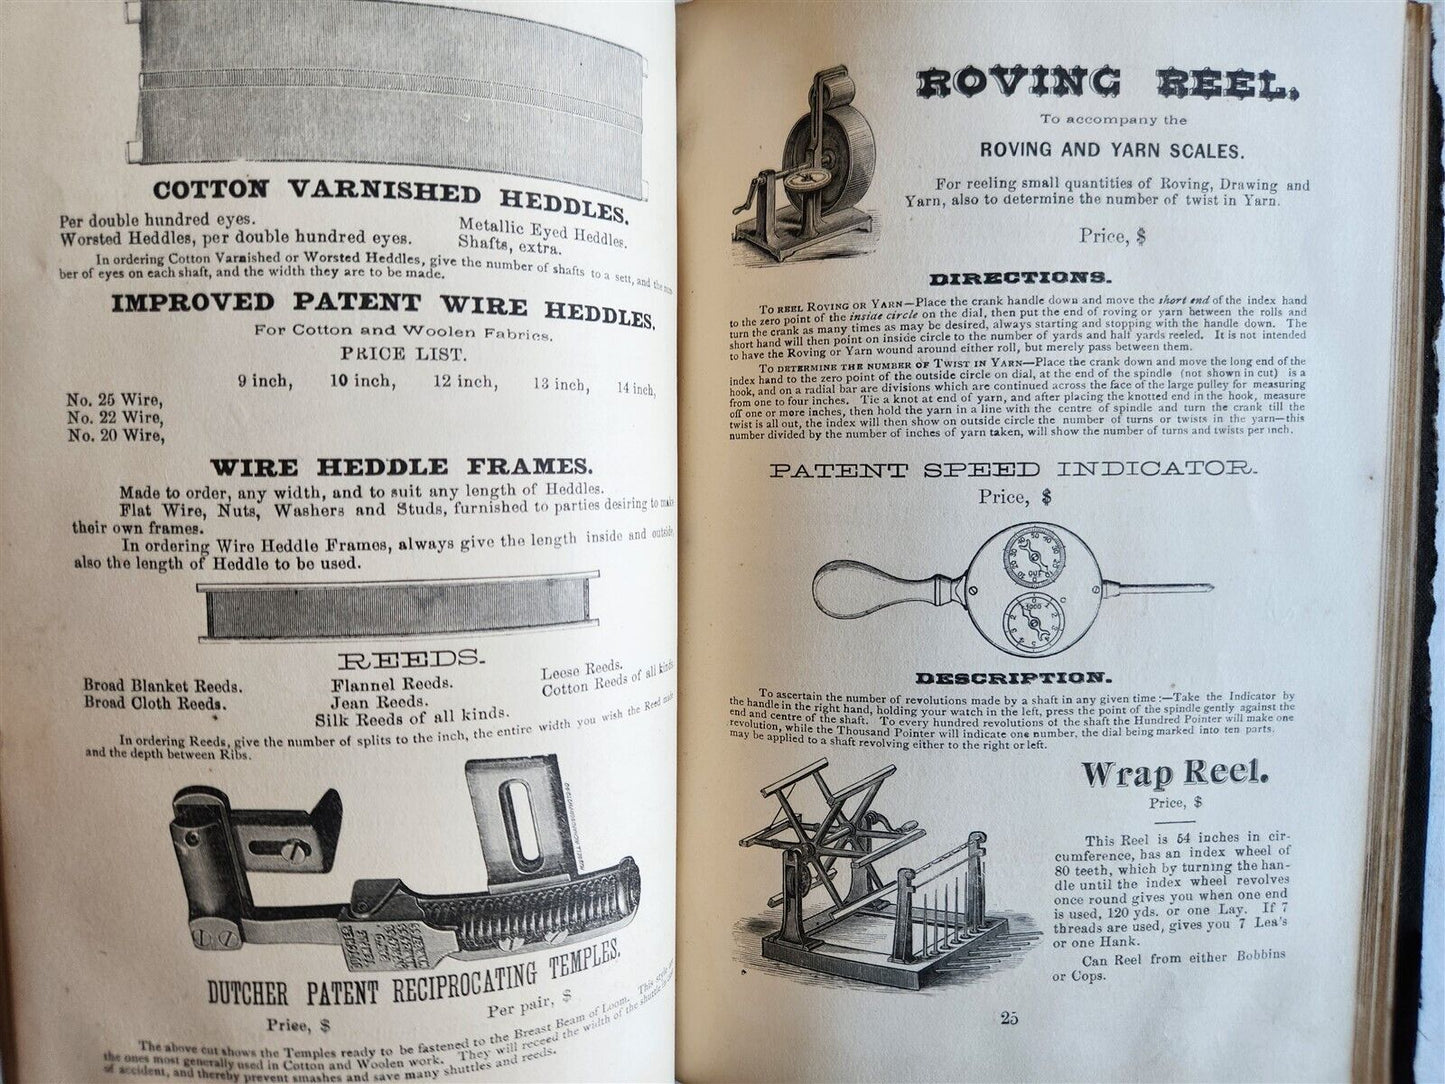 COTTON VARNISHED HEDDLES.
Per double hundred eyes.
Worsted Heddles, per double hundred eyes.
Metallic Eyed Heddles.
Shafts, extra.
In ordering Cotton Varnished or Worsted Heddles, give the number of shafts to a sett, and the num
ber of eyes on each shaft, and the width they are to be made.
IMPROVED PATENT WIRE HEDDLES.
For Cotton and Woolen Fabrics.
PRICE LIST.
9 inch, 10 inch, 12 inch, 13 inch, 14 inch,
No. 25 Wire,
No. 22 Wire,
No. 20 Wire,
WIRE HEDDLE FRAMES.
Made to order, any width, and to suit any length of Heddles.
Flat Wire, Nuts, Washers and Studs, furnished to parties desiring to make
their own frames.
In ordering Wire Heddle Frames, always give the length inside and outside,
also the length of Heddle to be used.
REEDS.
Broad Blanket Reeds. Flannel Reeds. Loose Reeds.
Broad Cloth Reeds. Jean Reeds. Cotton Reeds of all kinds.
Silk Reeds of all kinds.
In ordering Reeds, give the number of splits to the inch, the entire width you wish the Reed made
and the depth between Ribs.
DUTCHER PATENT RECIPROCATING TEMPLES.
Price, $ Per pair, $
The above cut shows the Temples ready to be fastened to the Breast Beam of Loom. This style are
the ones most generally used in Cotton and Woolen work. They will receed the width of the shuttle in case
of accident, and thereby prevent smashes and save many shuttles and reeds.
ROVING REEL.
To accompany the
ROVING AND YARN SCALES.
For reeling small quantities of Roving, Drawing and
Yarn, also to determine the number of twist in Yarn.
Price, $
DIRECTIONS.
TO REEL ROVING OR YARN—Place the crank handle down and move the short end of the index hand
to the zero point of the inside circle on the dial, then put the end of roving or yarn between the rolls and
turn the crank as many times as may be desired, always starting and stopping with the handle down. The
short hand will then point on inside circle to the number of yards and half yards reeled. It is not intended
to have the Roving or Yarn wound around either roll, but merely pass between them.
TO DETERMINE THE NUMBER OF TWIST IN YARN—Place the crank down and move the long end of the
index hand to the zero point of the outside circle on dial, at the end of the spindle (not shown in cut) is a
hook, and on a radial bar are divisions which are continued across the face of the large pulley for measuring
from one to four inches. Tie a knot at end of yarn, and after placing the knotted end in the hook, measure
off one or more inches, then hold the yarn in a line with the centre of spindle and turn the crank till the
twist is all out, the index will then show on outside circle the number of turns or twists in the yarn—this
number divided by the number of inches of yarn taken, will show the number of turns and twists per inch.
PATENT SPEED INDICATOR.
Price, $
DESCRIPTION.
To ascertain the number of revolutions made by a shaft in any given time:—Take the Indicator by
the handle in the right hand, holding your watch in the left, press the point of the spindle gently against the
end and centre of the shaft. To every hundred revolutions of the shaft the Hundred Pointer will make one
revolution, while the Thousand Pointer will indicate one number, the dial being marked into ten parts.
may be applied to a shaft revolving either to the right or left.
Wrap Reel.
Price, $
This Reel is 54 inches in cir-
cumference, has an index wheel of
80 teeth, which by turning the han-
dle until the index wheel revolves
once round gives you when one end
is used, 120 yds. or one Lay. If 7
threads are used, gives you 7 Lea's
or one Hank.
Can Reel from either Bobbins
or Cops.
25